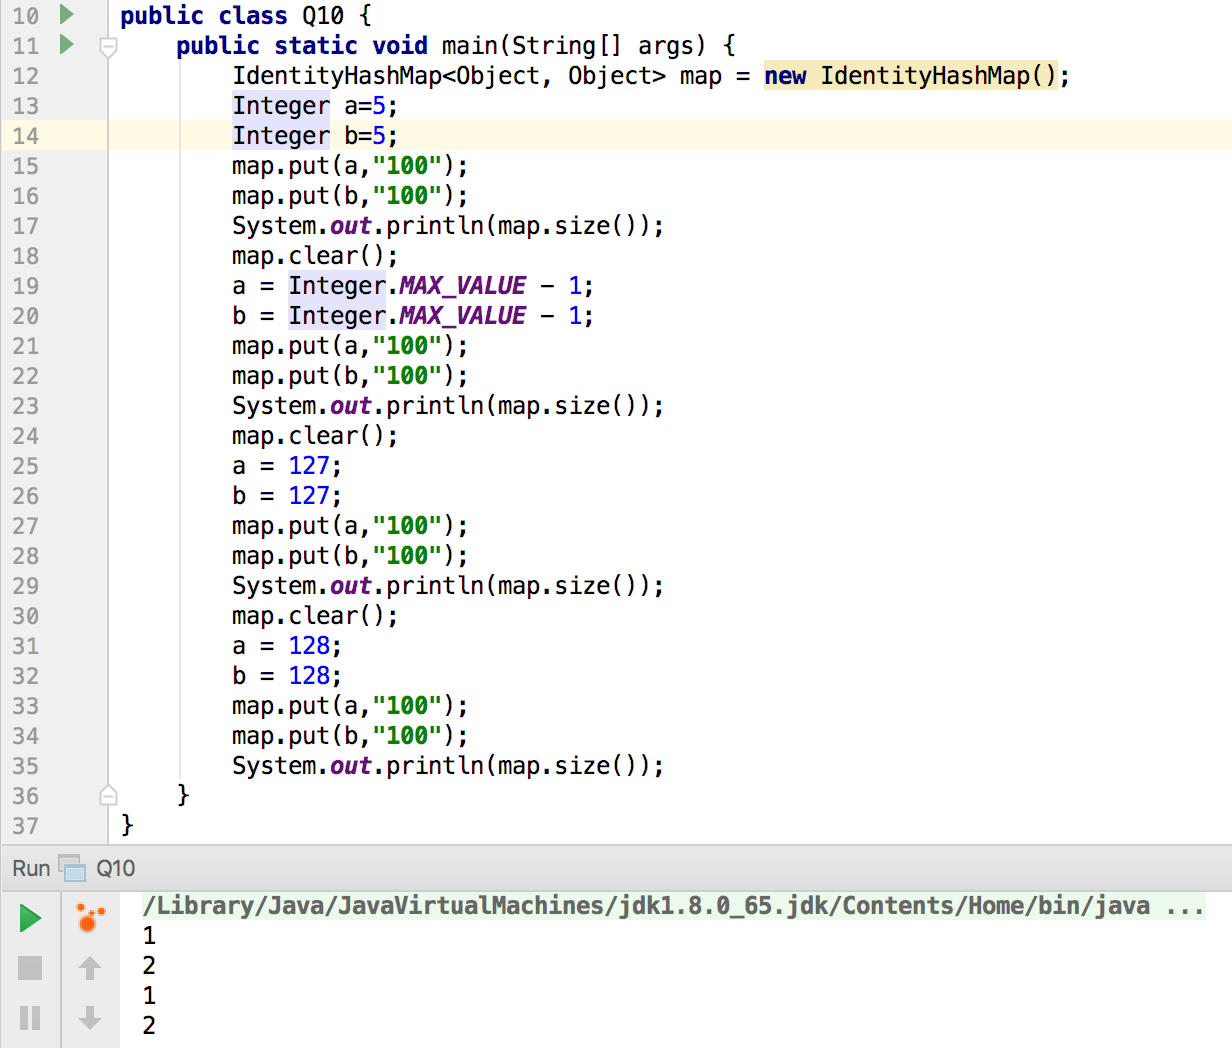 10 public class Q10 {
11 public static void main(String[] args) {
12 IdentityHashMap<Object, Object> map = new IdentityHashMap();
13 Integer a=5;
14 Integer b=5;
15 map.put(a,"100");
16 map.put(b,"100");
17 System.out.println(map.size());
18 map.clear();
19 a = Integer.MAX_VALUE - 1;
20 b = Integer.MAX_VALUE - 1;
21 map.put(a,"100");
22 map.put(b,"100");
23 System.out.println(map.size());
24 map.clear();
25 a = 127;
26 b = 127;
27 map.put(a,"100");
28 map.put(b,"100");
29 System.out.println(map.size());
30 map.clear();
31 a = 128;
32 b = 128;
33 map.put(a,"100");
34 map.put(b,"100");
35 System.out.println(map.size());
36 }
37 }
Run Q10
/Library/Java/JavaVirtualMachines/jdk1.8.0_65.jdk/Contents/Home/bin/java ...
1
2
1
2